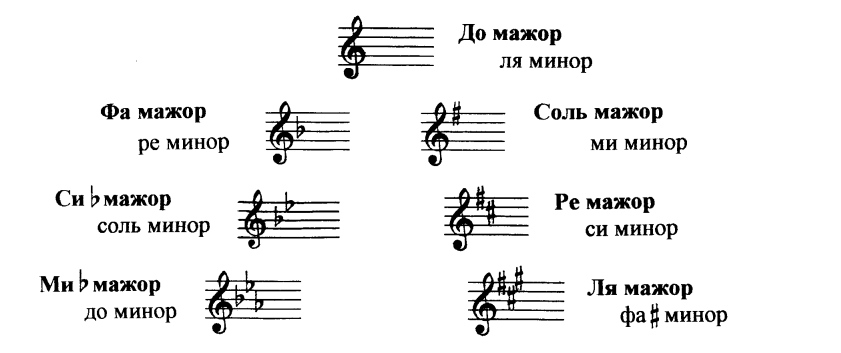 До мажор
ля минор
Фа мажор
ре минор
Соль мажор
ми минор
Си ♭ мажор
соль минор
Ре мажор
си минор
Ми ♭ мажор
до минор
Ля мажор
фа ♯ минор